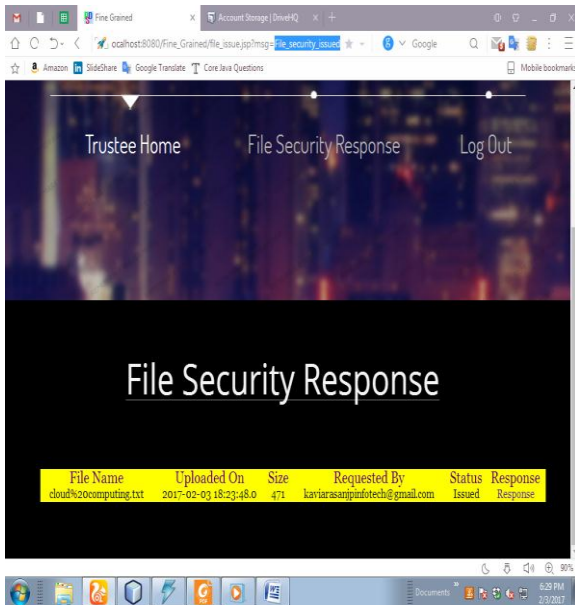 Fine Grained
Account Storage | DriveHQ
ocalhost:8080/Fine_Grained/file_issue.jsp?msg=File_security_issued
Google
Amazon
SlideShare
Google Translate
Core Java Questions
Mobile bookmarks
Trustee Home
File Security Response
Log Out
File Security Response
File Name Uploaded On Size Requested By Status Response
cloud%20computing.txt 2017-02-03 18:23:48.0 471 kaviarasanjpinfotech@gmail.com Issued Response
90%
Documents
6:29 PM
2/3/2017